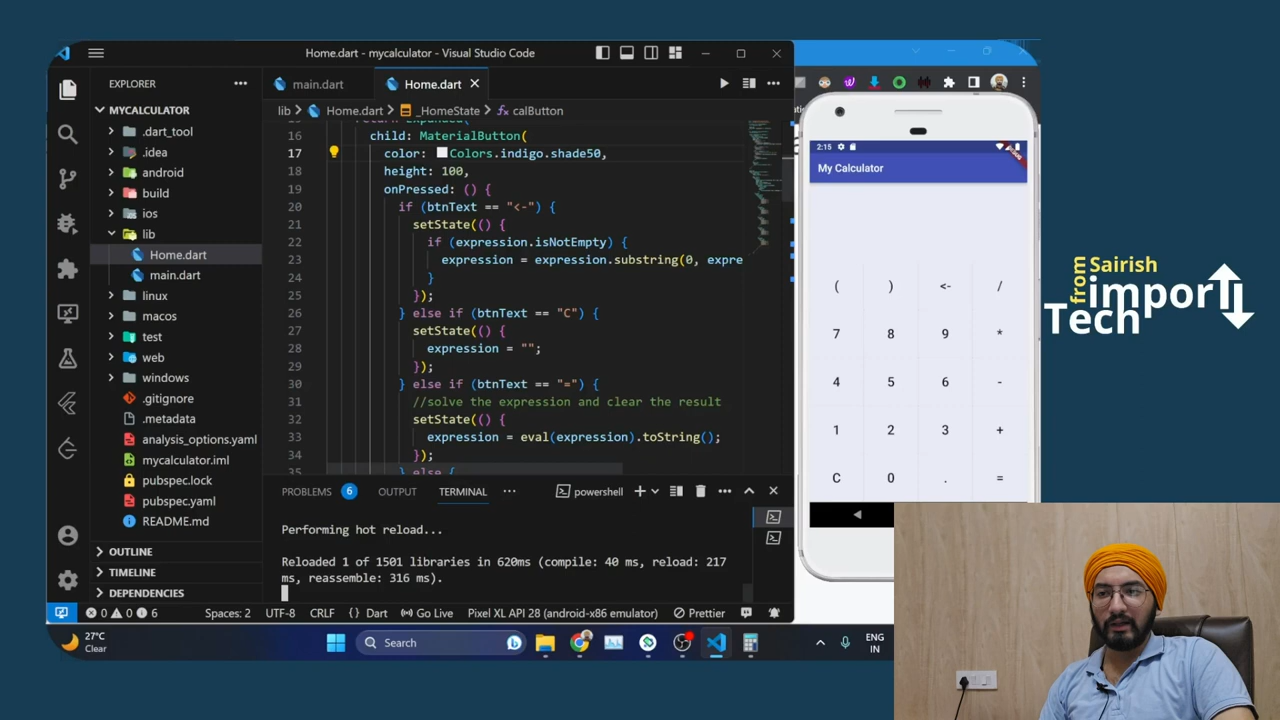 Home.dart - mycalculator - Visual Studio Code
EXPLORER
main.dart
Home.dart
MYCALCULATOR
.dart_tool
.idea
android
build
ios
lib
Home.dart
main.dart
linux
macos
test
web
windows
.gitignore
.metadata
analysis_options.yaml
mycalculator.iml
pubspec.lock
pubspec.yaml
README.md
OUTLINE
TIMELINE
DEPENDENCIES
lib > Home.dart > _HomeState > calButton
16 child: MaterialButton(
17 color: Colors.indigo.shade50,
18 height: 100,
19 onPressed: () {
20 if (btnText == "<-") {
21 setState(() {
22 if (expression.isNotEmpty) {
23 expression = expression.substring(0, expre
24 }
25 });
26 } else if (btnText == "C") {
27 setState(() {
28 expression = "";
29 });
30 } else if (btnText == "=") {
31 //solve the expression and clear the result
32 setState(() {
33 expression = eval(expression).toString();
34 });
35 } else {
PROBLEMS 6 OUTPUT TERMINAL powershell
Performing hot reload...
Reloaded 1 of 1501 libraries in 620ms (compile: 40 ms, reload: 217
ms, reassemble: 316 ms).
0 0 6 Spaces: 2 UTF-8 CRLF {} Dart Go Live Pixel XL API 28 (android-x86 emulator) Prettier
27°C
Clear
Search
ENG
IN
2:15
My Calculator
( ) <- /
7 8 9 *
4 5 6 -
1 2 3 +
C 0 . =
from Sairish
import
Tech